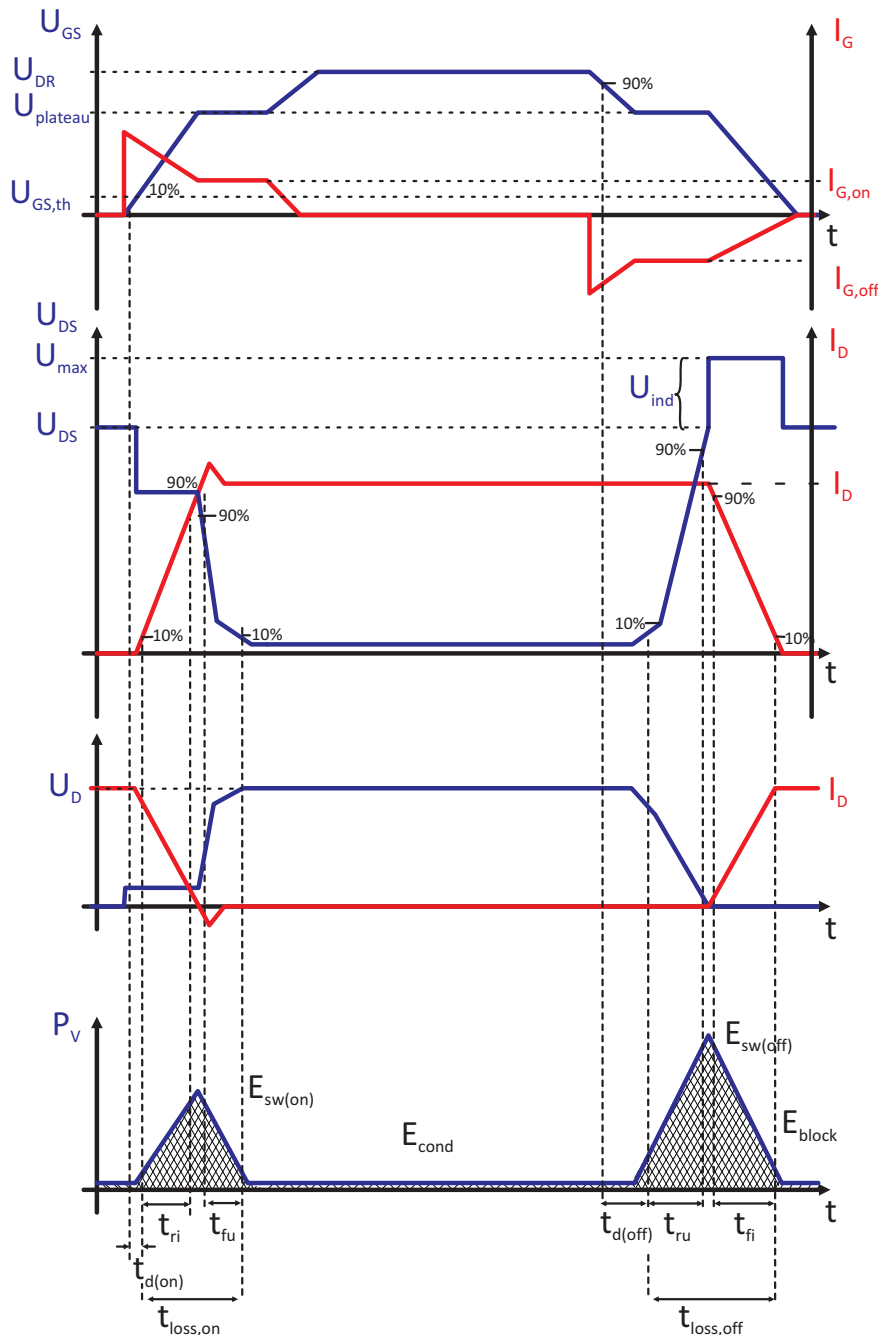 U_GS
I_G
U_DR
90%
U_plateau
10%
U_GS,th
I_G,on
t
I_G,off
U_DS
U_max
I_D
U_ind
U_DS
90%
90%
I_D
90%
90%
10%
10%
10%
10%
t
U_D
I_D
t
P_V
E_sw(off)
E_sw(on)
E_cond
E_block
t
t_ri
t_fu
t_d(off)
t_ru
t_fi
t_d(on)
t_loss,on
t_loss,off